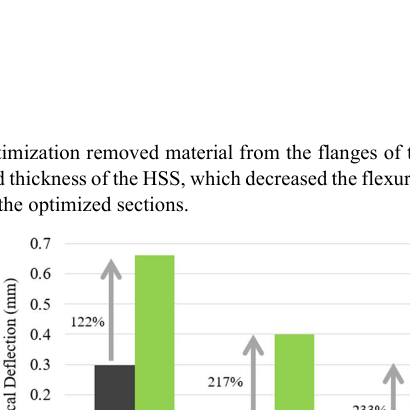 timization removed material from the flanges of
d thickness of the HSS, which decreased the flexur
the optimized sections.
0.7
0.6
0.5
0.4
0.3
0.2
cal Deflection (mm)
122%
217%
233%